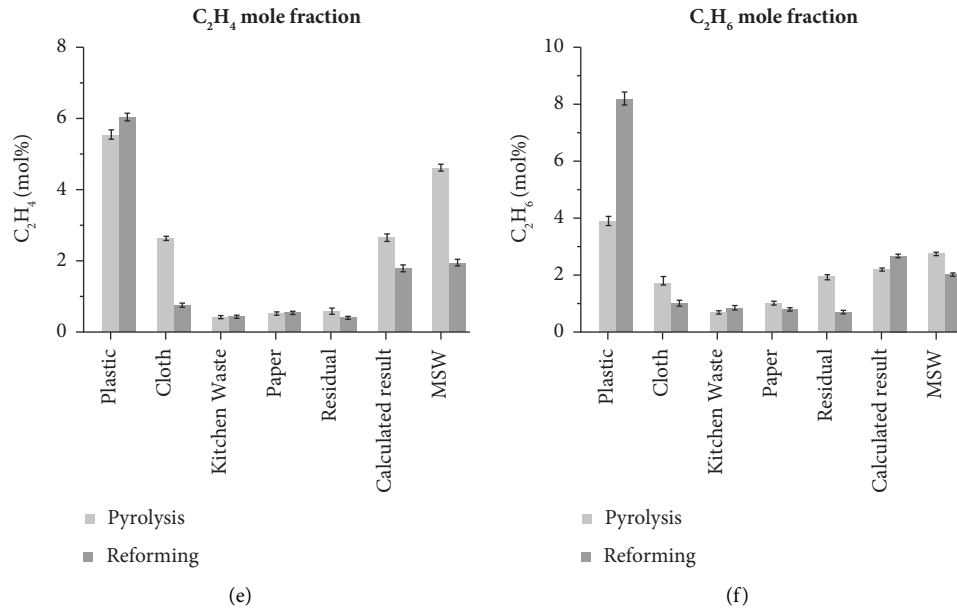 C₂H₄ mole fraction
8
6
4
2
0
C₂H₄ (mol%)
Plastic
Cloth
Kitchen Waste
Paper
Residual
Calculated result
MSW
Pyrolysis
Reforming
(e)
C₂H₆ mole fraction
10
8
6
4
2
0
C₂H₆ (mol%)
Plastic
Cloth
Kitchen Waste
Paper
Residual
Calculated result
MSW
Pyrolysis
Reforming
(f)